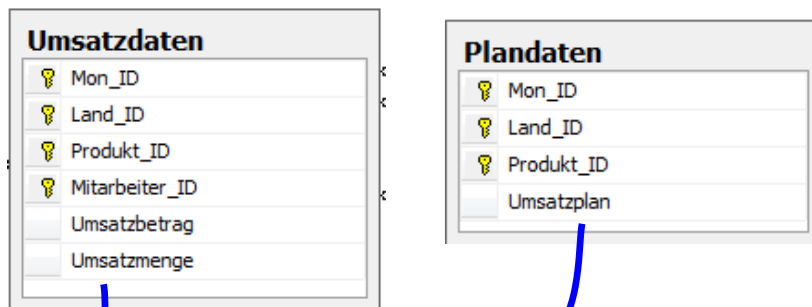 Umsatzdaten
Mon_ID
Land_ID
Produkt_ID
Mitarbeiter_ID
Umsatzbetrag
Umsatzmenge
Plandaten
Mon_ID
Land_ID
Produkt_ID
Umsatzplan